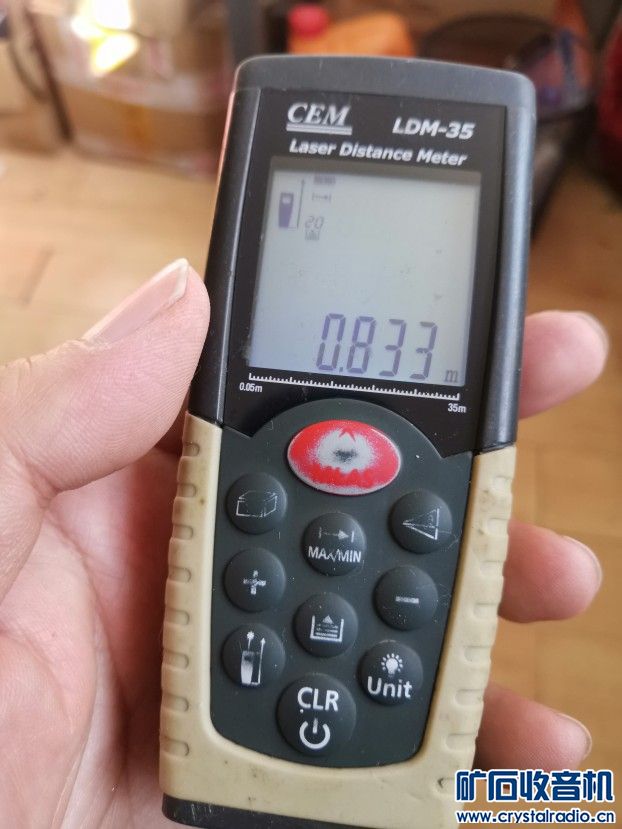 CEM
LDM-35
Laser Distance Meter
20
0.833 m
0.05m
35m
MAX/MIN
Unit
CLR
矿石收音机
www.crystalradio.cn